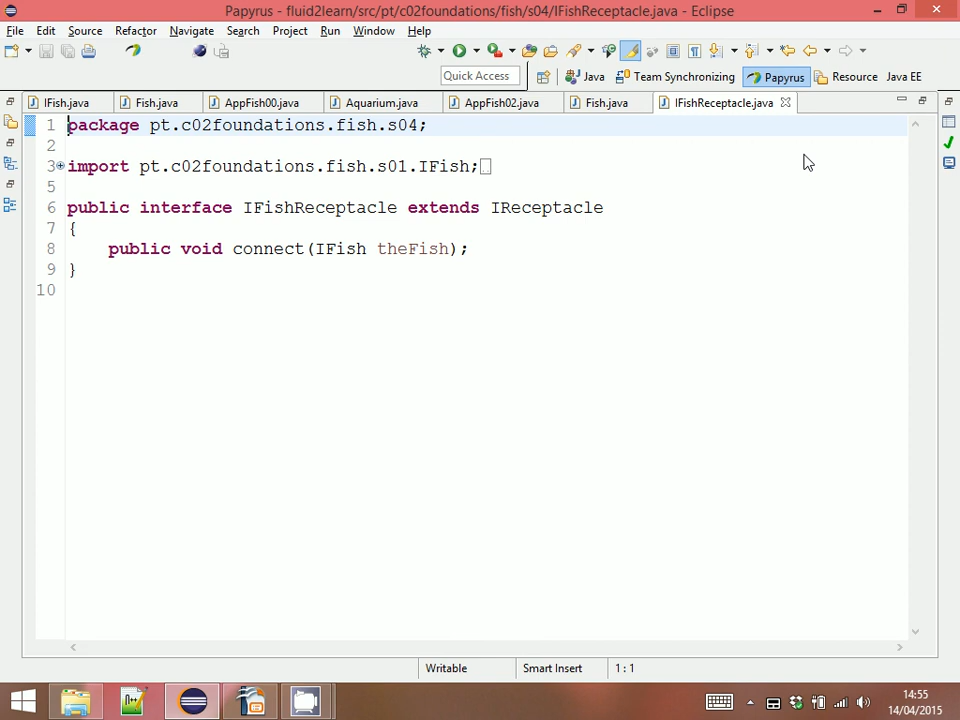 Papyrus - fluid2learn/src/pt/c02foundations/fish/s04/IFishReceptacle.java - Eclipse
File Edit Source Refactor Navigate Search Project Run Window Help
Quick Access Java Team Synchronizing Papyrus Resource Java EE
IFish.java Fish.java AppFish00.java Aquarium.java AppFish02.java Fish.java IFishReceptacle.java
1 package pt.c02foundations.fish.s04;
2
3 import pt.c02foundations.fish.s01.IFish;
5
6 public interface IFishReceptacle extends IReceptacle
7 {
8 public void connect(IFish theFish);
9 }
10
Writable Smart Insert 1 : 1
14:55
14/04/2015